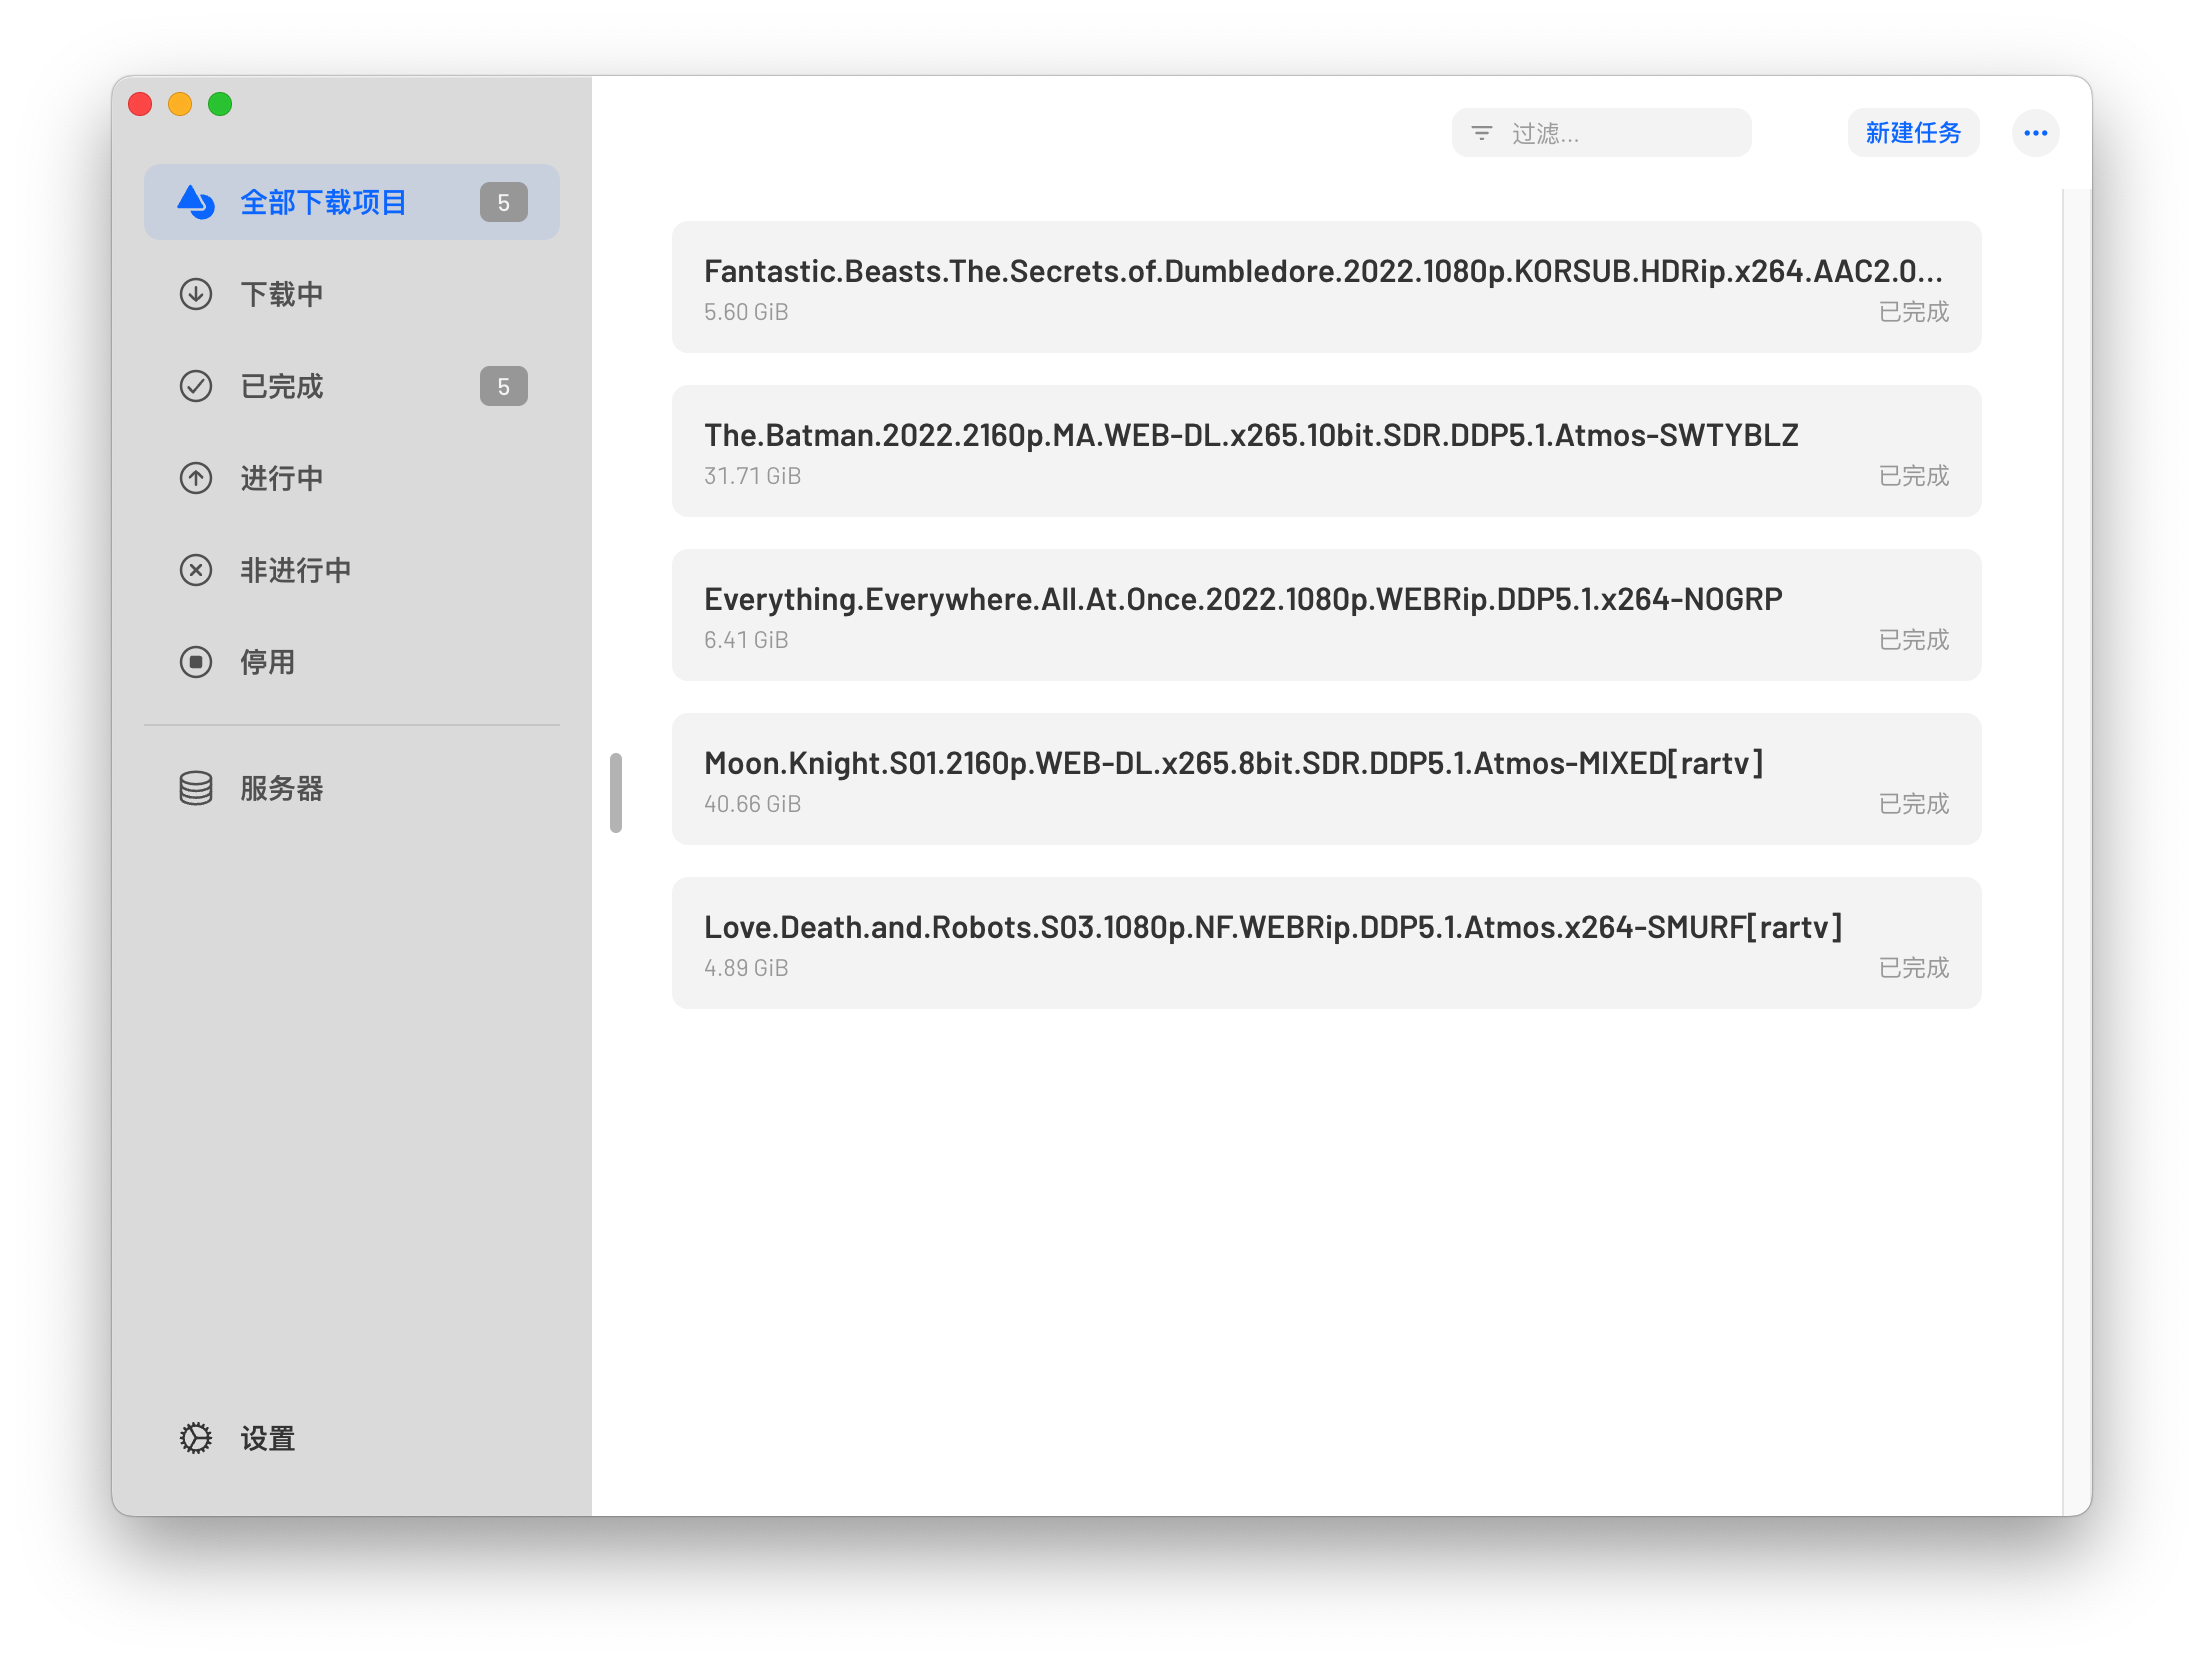 全部下载项目 5
下载中
已完成 5
进行中
非进行中
停用
服务器
设置
过滤...
新建任务
Fantastic.Beasts.The.Secrets.of.Dumbledore.2022.1080p.KORSUB.HDRip.x264.AAC2.0...
5.60 GiB 已完成
The.Batman.2022.2160p.MA.WEB-DL.x265.10bit.SDR.DDP5.1.Atmos-SWTYBLZ
31.71 GiB 已完成
Everything.Everywhere.All.At.Once.2022.1080p.WEBRip.DDP5.1.x264-NOGRP
6.41 GiB 已完成
Moon.Knight.S01.2160p.WEB-DL.x265.8bit.SDR.DDP5.1.Atmos-MIXED[rartv]
40.66 GiB 已完成
Love.Death.and.Robots.S03.1080p.NF.WEBRip.DDP5.1.Atmos.x264-SMURF[rartv]
4.89 GiB 已完成